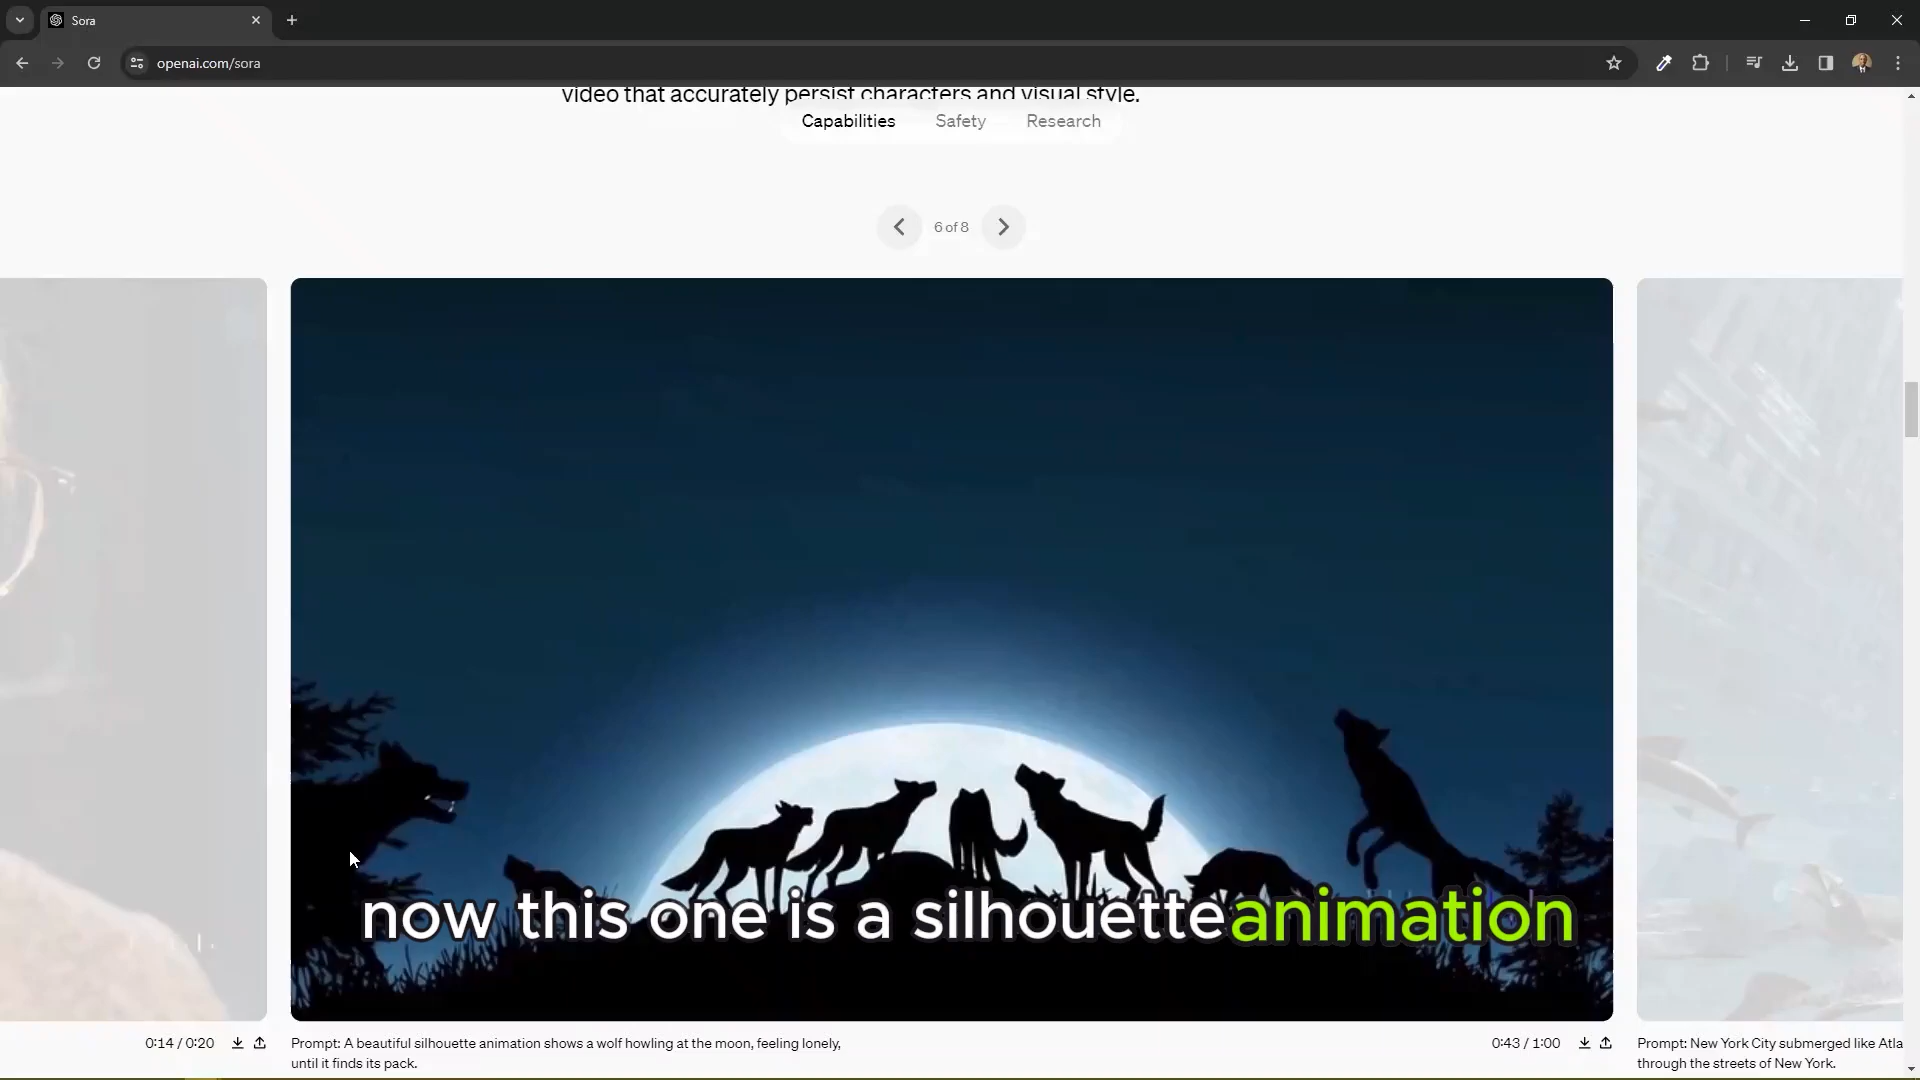 Sora
openai.com/sora
video that accurately persist characters and visual style.
Capabilities
Safety
Research
6 of 8
now this one is a silhouette animation
0:14 / 0:20
Prompt: A beautiful silhouette animation shows a wolf howling at the moon, feeling lonely,
until it finds its pack.
0:43 / 1:00
Prompt: New York City submerged like Atla
through the streets of New York.